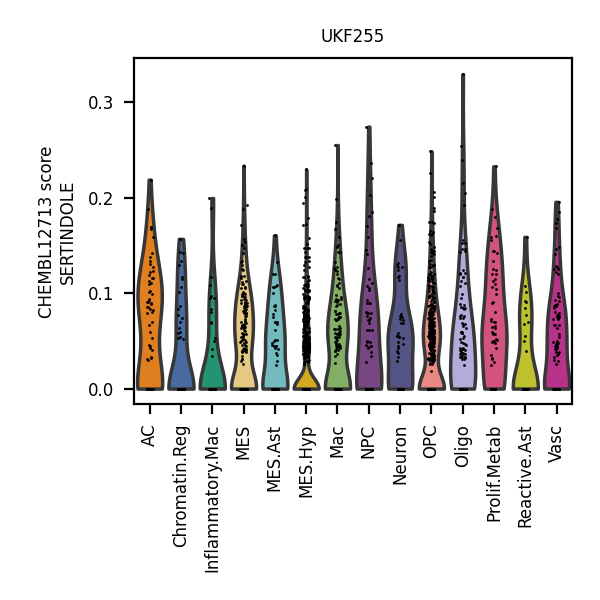 UKF255
CHEMBL12713 score
SERTINDOLE
0.3
0.2
0.1
0.0
AC
Chromatin.Reg
Inflammatory.Mac
MES
MES.Ast
MES.Hyp
Mac
NPC
Neuron
OPC
Oligo
Prolif.Metab
Reactive.Ast
Vasc